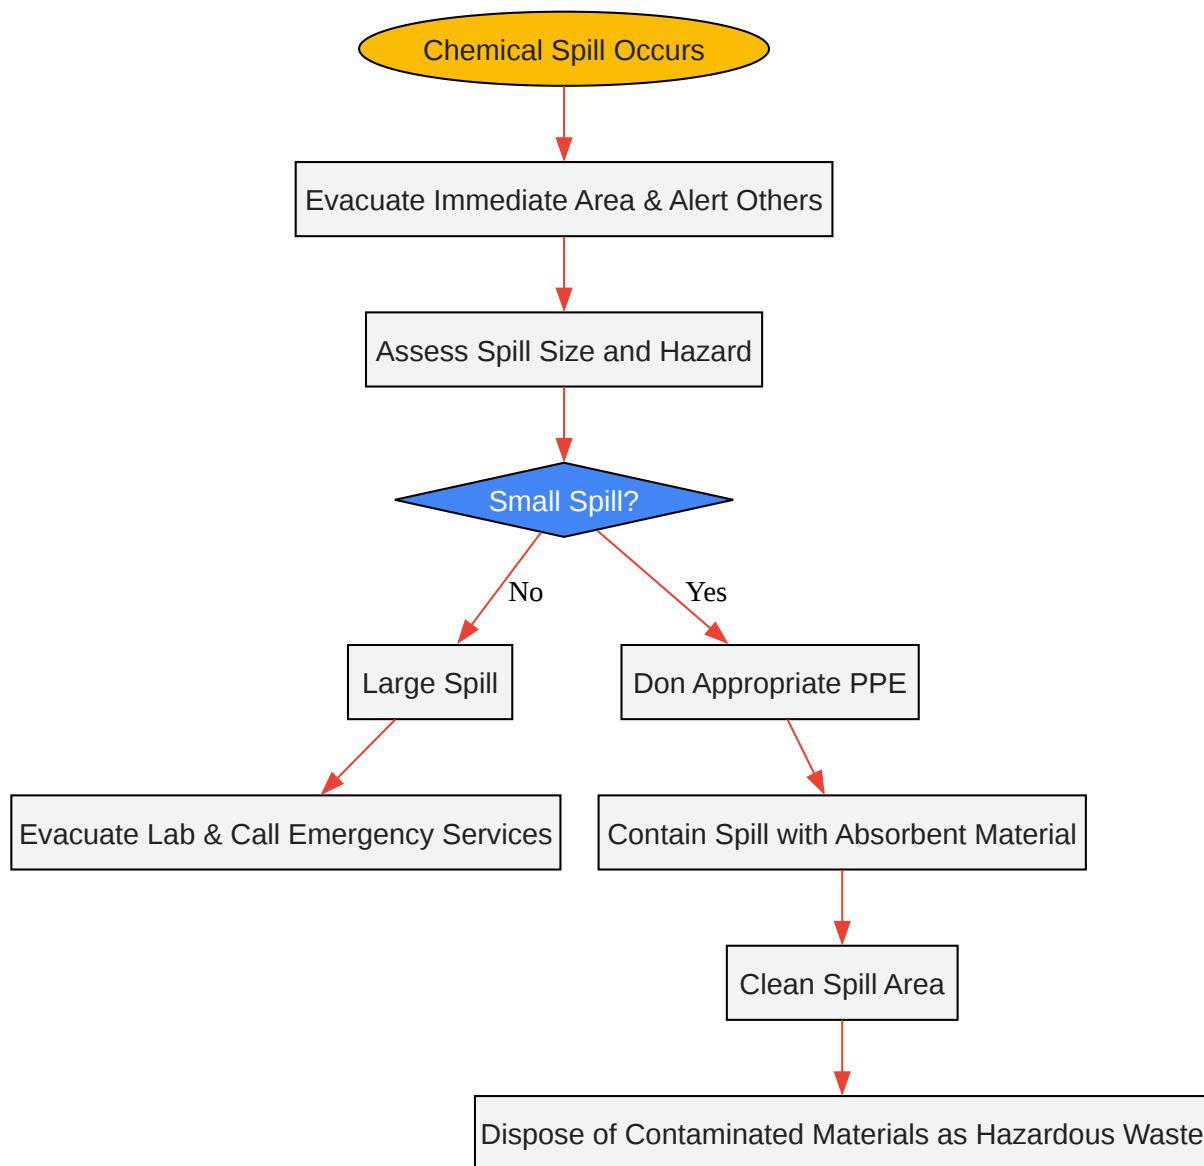 Chemical Spill Occurs
Evacuate Immediate Area & Alert Others
Assess Spill Size and Hazard
Small Spill?
No
Yes
Large Spill
Don Appropriate PPE
Evacuate Lab & Call Emergency Services
Contain Spill with Absorbent Material
Clean Spill Area
Dispose of Contaminated Materials as Hazardous Waste